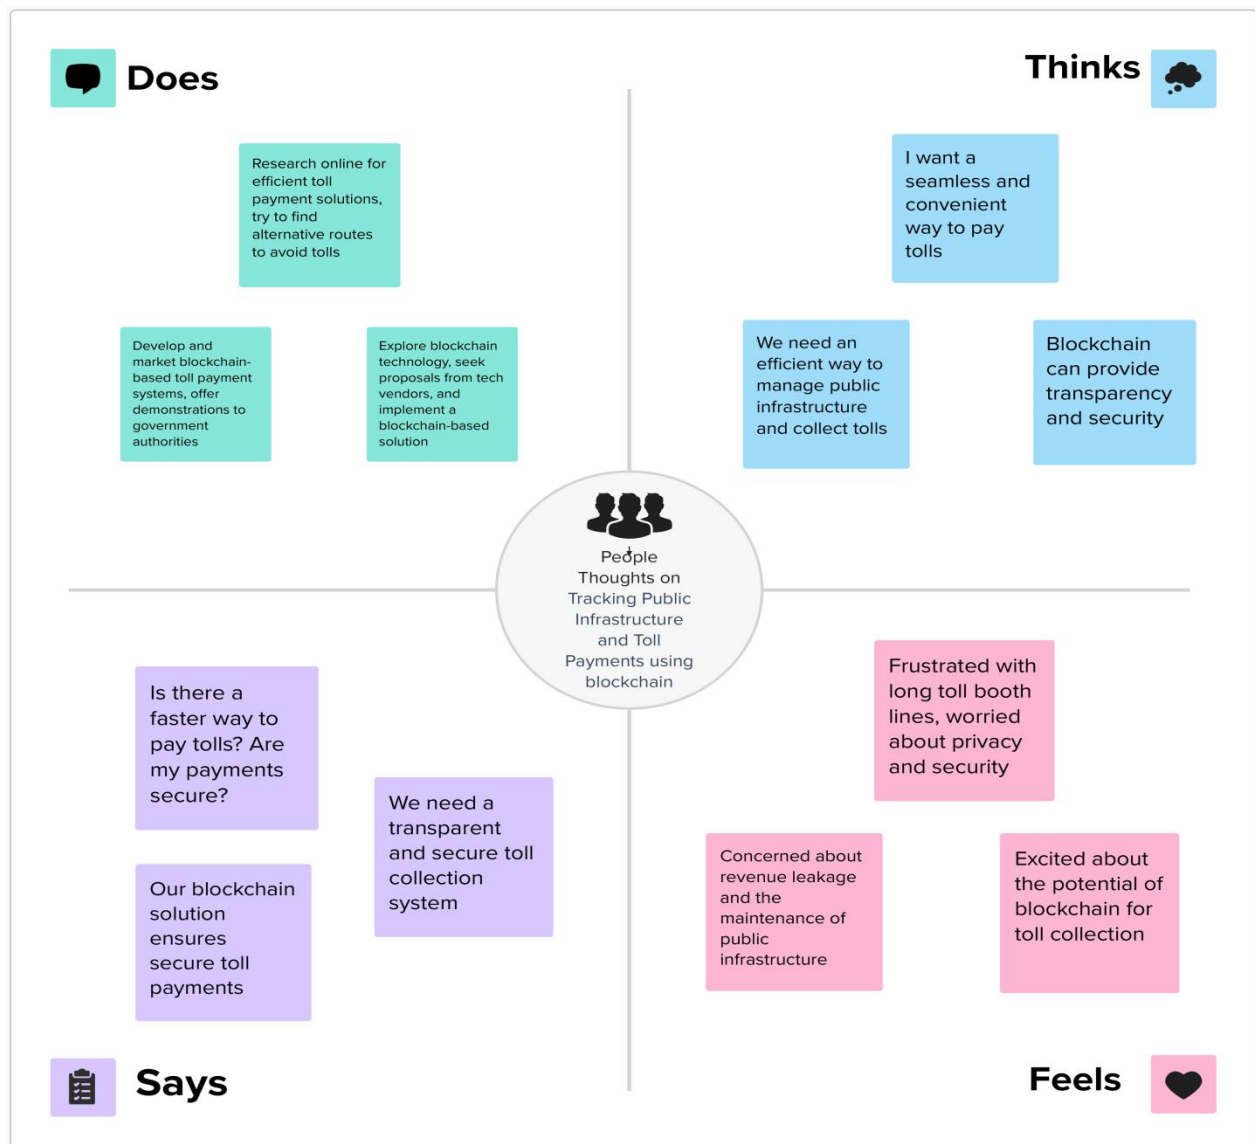 Does
Research online for
efficient toll
payment solutions,
try to find
alternative routes
to avoid tolls
Develop and
market blockchain-
based toll payment
systems, offer
demonstrations to
government
authorities
Explore blockchain
technology, seek
proposals from tech
vendors, and
implement a
blockchain-based
solution
Thinks
I want a
seamless and
convenient
way to pay
tolls
We need an
efficient way to
manage public
infrastructure
and collect tolls
Blockchain
can provide
transparency
and security
People
Thoughts on
Tracking Public
Infrastructure
and Toll
Payments using
blockchain
Is there a
faster way to
pay tolls? Are
my payments
secure?
We need a
transparent
and secure toll
collection
system
Our blockchain
solution
ensures
secure toll
payments
Says
Frustrated with
long toll booth
lines, worried
about privacy
and security
Concerned about
revenue leakage
and the
maintenance of
public
infrastructure
Excited about
the potential of
blockchain for
toll collection
Feels